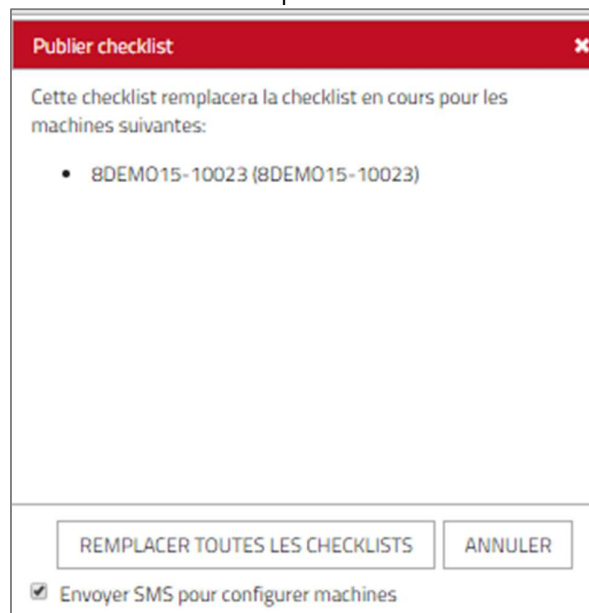 Publier checklist
Cette checklist remplacera la checklist en cours pour les
machines suivantes:
• 8DEMO15-10023 (8DEMO15-10023)
REMPLACER TOUTES LES CHECKLISTS ANNULER
Envoyer SMS pour configurer machines